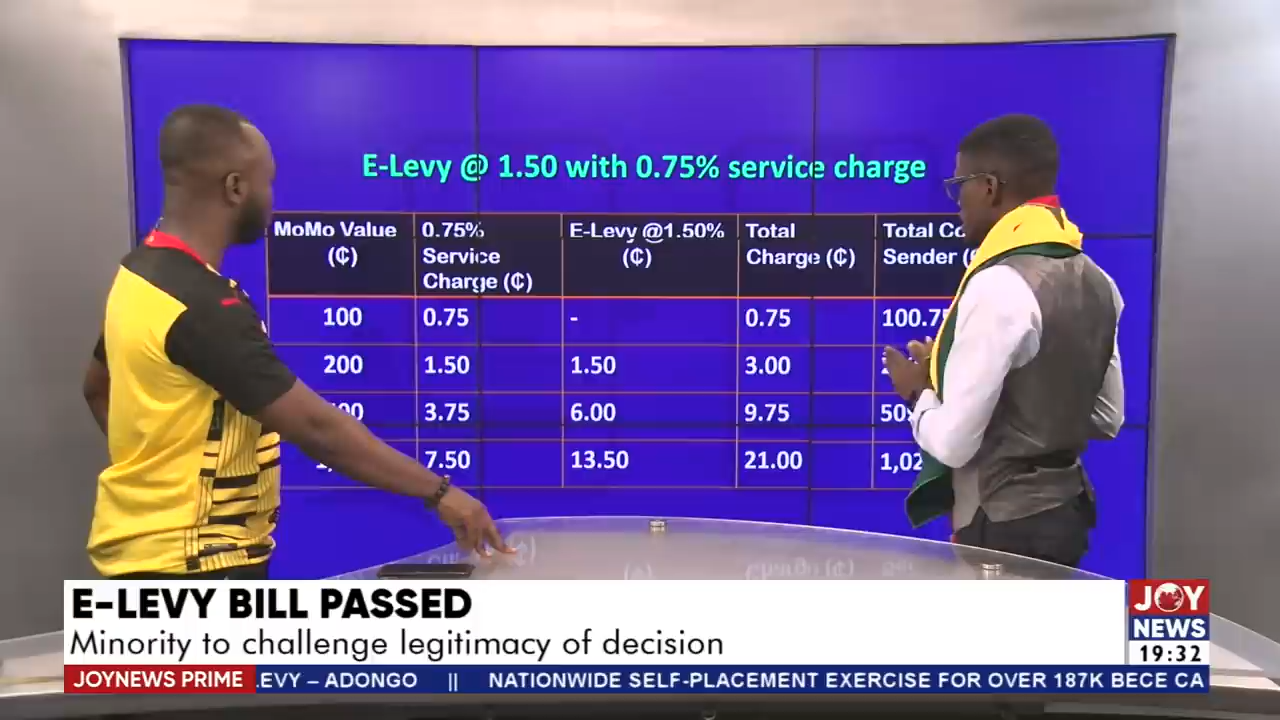 E-Levy @ 1.50 with 0.75% service charge
MoMo Value (₵) 0.75% Service Charge (₵) E-Levy @1.50% (₵) Total Charge (₵) Total Sender
100 0.75 - 0.75 100.75
200 1.50 1.50 3.00
3.75 6.00 9.75
7.50 13.50 21.00
E-LEVY BILL PASSED
Minority to challenge legitimacy of decision
JOY
NEWS
19:32
JOYNEWS PRIME .EVY – ADONGO || NATIONWIDE SELF-PLACEMENT EXERCISE FOR OVER 187K BECE CA